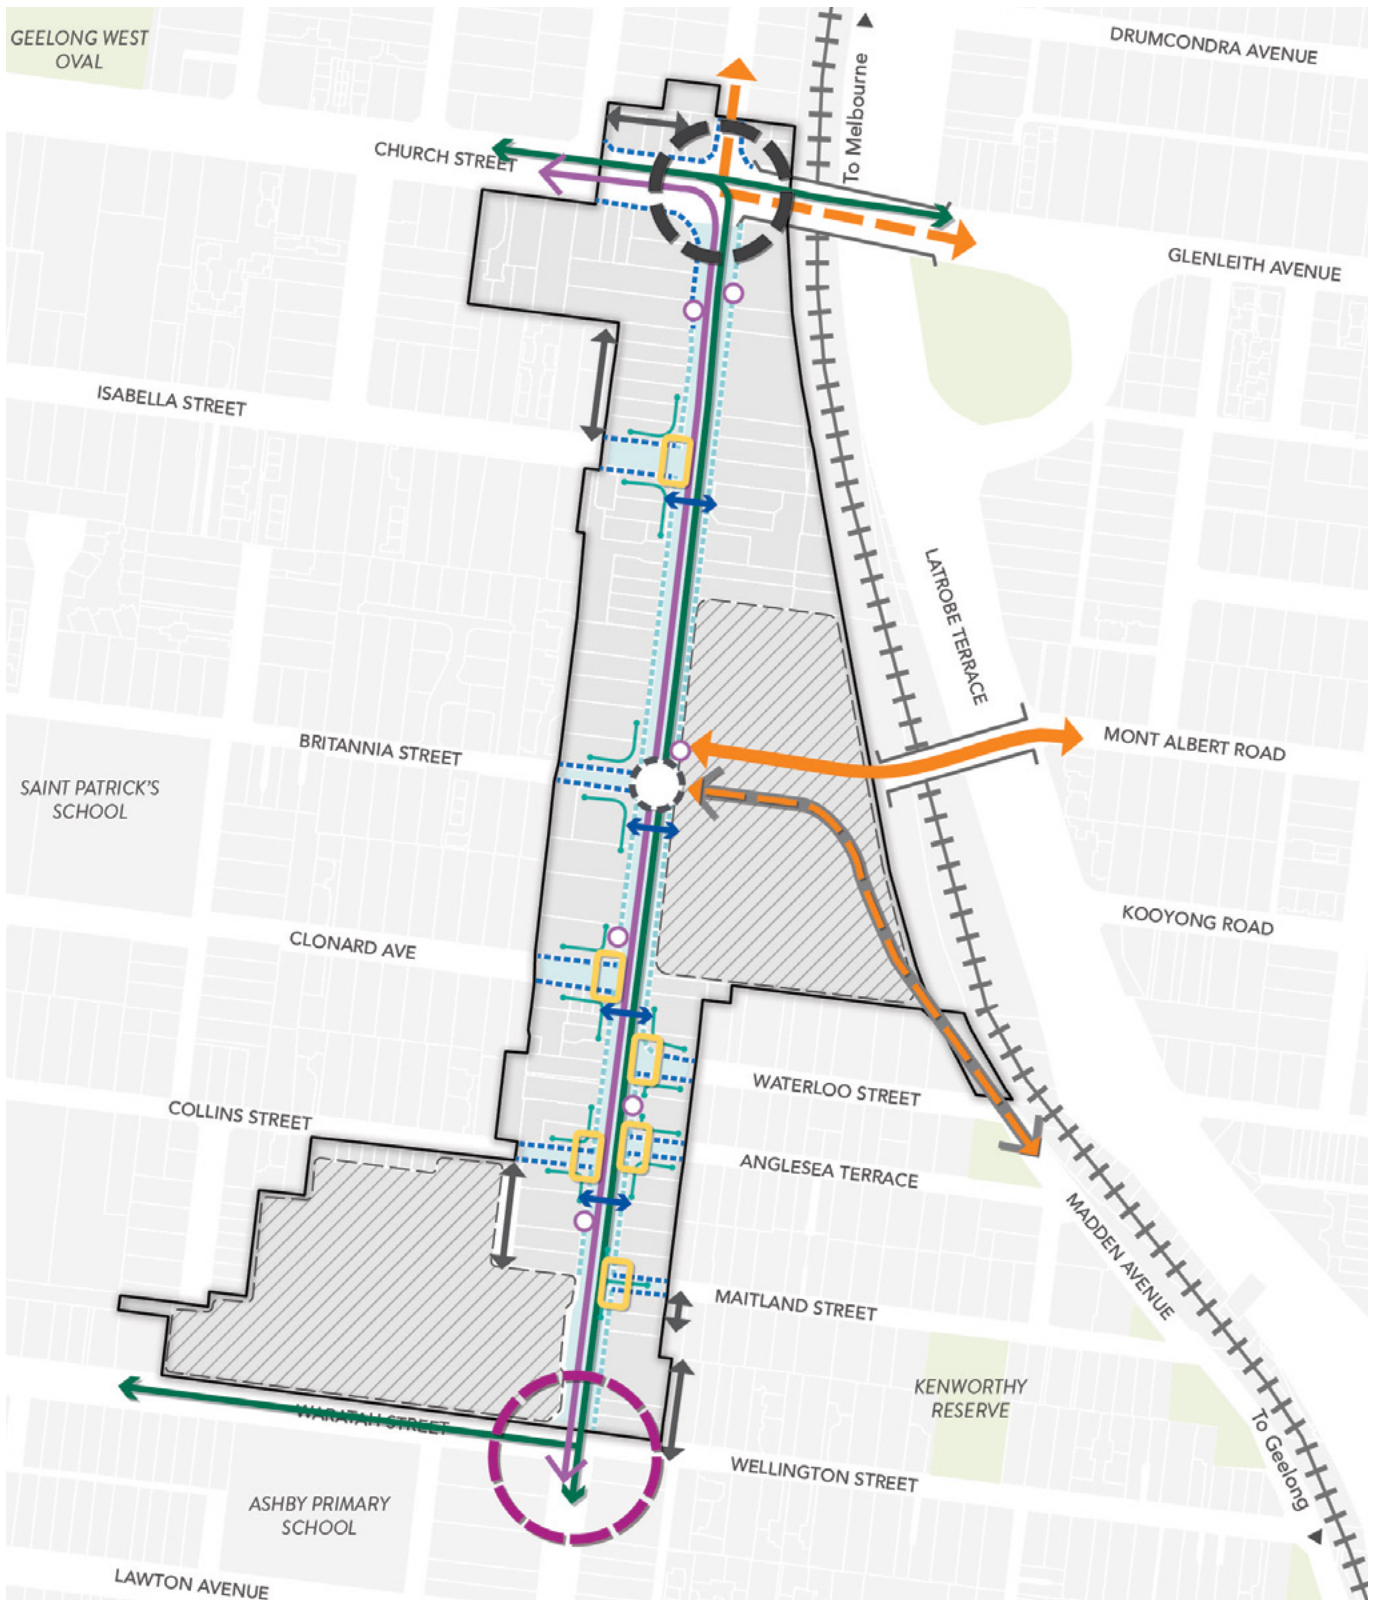 GEELONG WEST
OVAL
DRUMCONDRA AVENUE
To Melbourne
CHURCH STREET
GLENLEITH AVENUE
ISABELLA STREET
LATROBE TERRACE
BRITANNIA STREET
MONT ALBERT ROAD
SAINT PATRICK'S
SCHOOL
KOOYONG ROAD
CLONARD AVE
WATERLOO STREET
COLLINS STREET
ANGLESEA TERRACE
MADDEN AVENUE
MAITLAND STREET
KENWORTHY
RESERVE
WARATAH STREET
To Geelong
WELLINGTON STREET
ASHBY PRIMARY
SCHOOL
LAWTON AVENUE